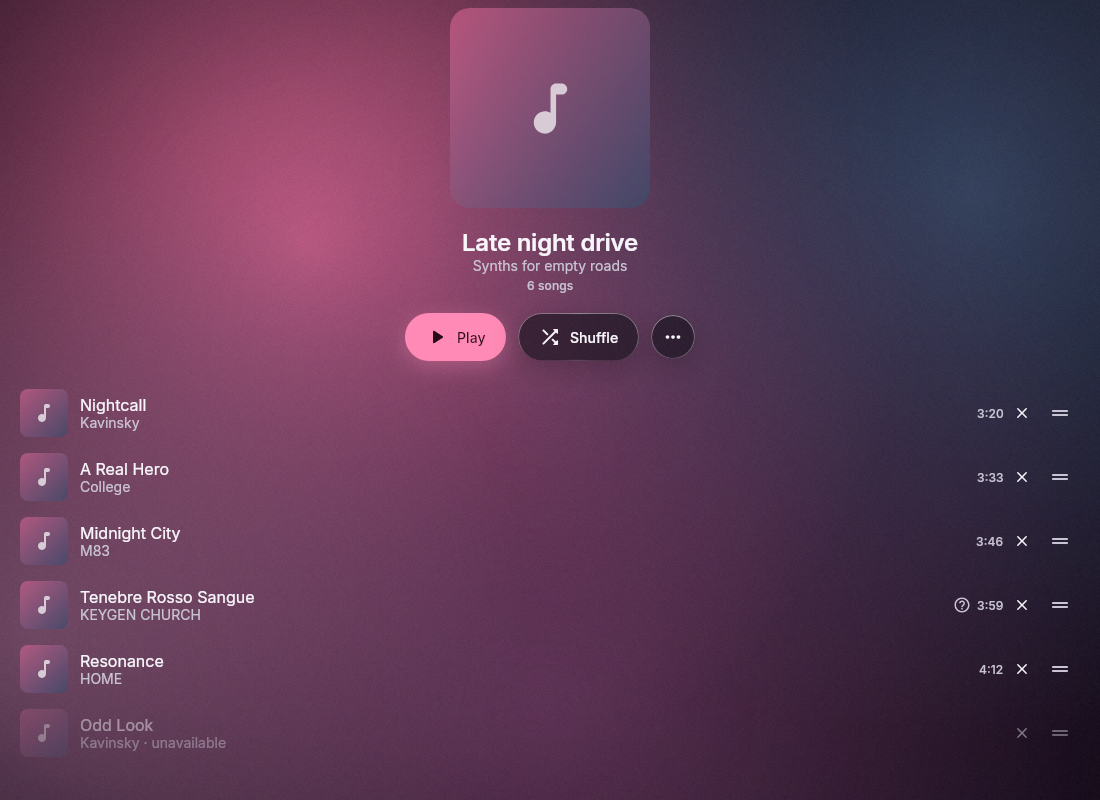 Late night drive
Synths for empty roads
6 songs
Play
Shuffle
Nightcall
Kavinsky
3:20
A Real Hero
College
3:33
Midnight City
M83
3:46
Tenebre Rosso Sangue
KEYGEN CHURCH
3:59
Resonance
HOME
4:12
Odd Look
Kavinsky · unavailable